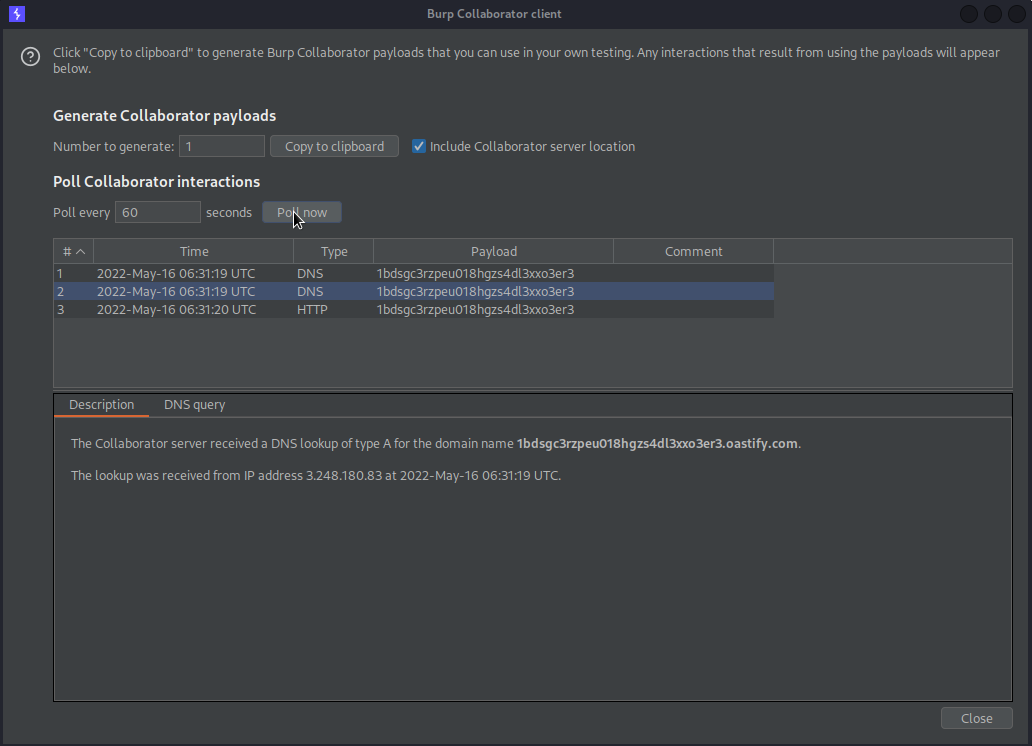 Burp Collaborator client
Click "Copy to clipboard" to generate Burp Collaborator payloads that you can use in your own testing. Any interactions that result from using the payloads will appear
below.
Generate Collaborator payloads
Number to generate: 1 Copy to clipboard Include Collaborator server location
Poll Collaborator interactions
Poll every 60 seconds Poll now
# Time Type Payload Comment
1 2022-May-16 06:31:19 UTC DNS 1bdsgc3rzpeu018hgzs4dl3xxo3er3
2 2022-May-16 06:31:19 UTC DNS 1bdsgc3rzpeu018hgzs4dl3xxo3er3
3 2022-May-16 06:31:20 UTC HTTP 1bdsgc3rzpeu018hgzs4dl3xxo3er3
Description DNS query
The Collaborator server received a DNS lookup of type A for the domain name 1bdsgc3rzpeu018hgzs4dl3xxo3er3.oastify.com.
The lookup was received from IP address 3.248.180.83 at 2022-May-16 06:31:19 UTC.
Close